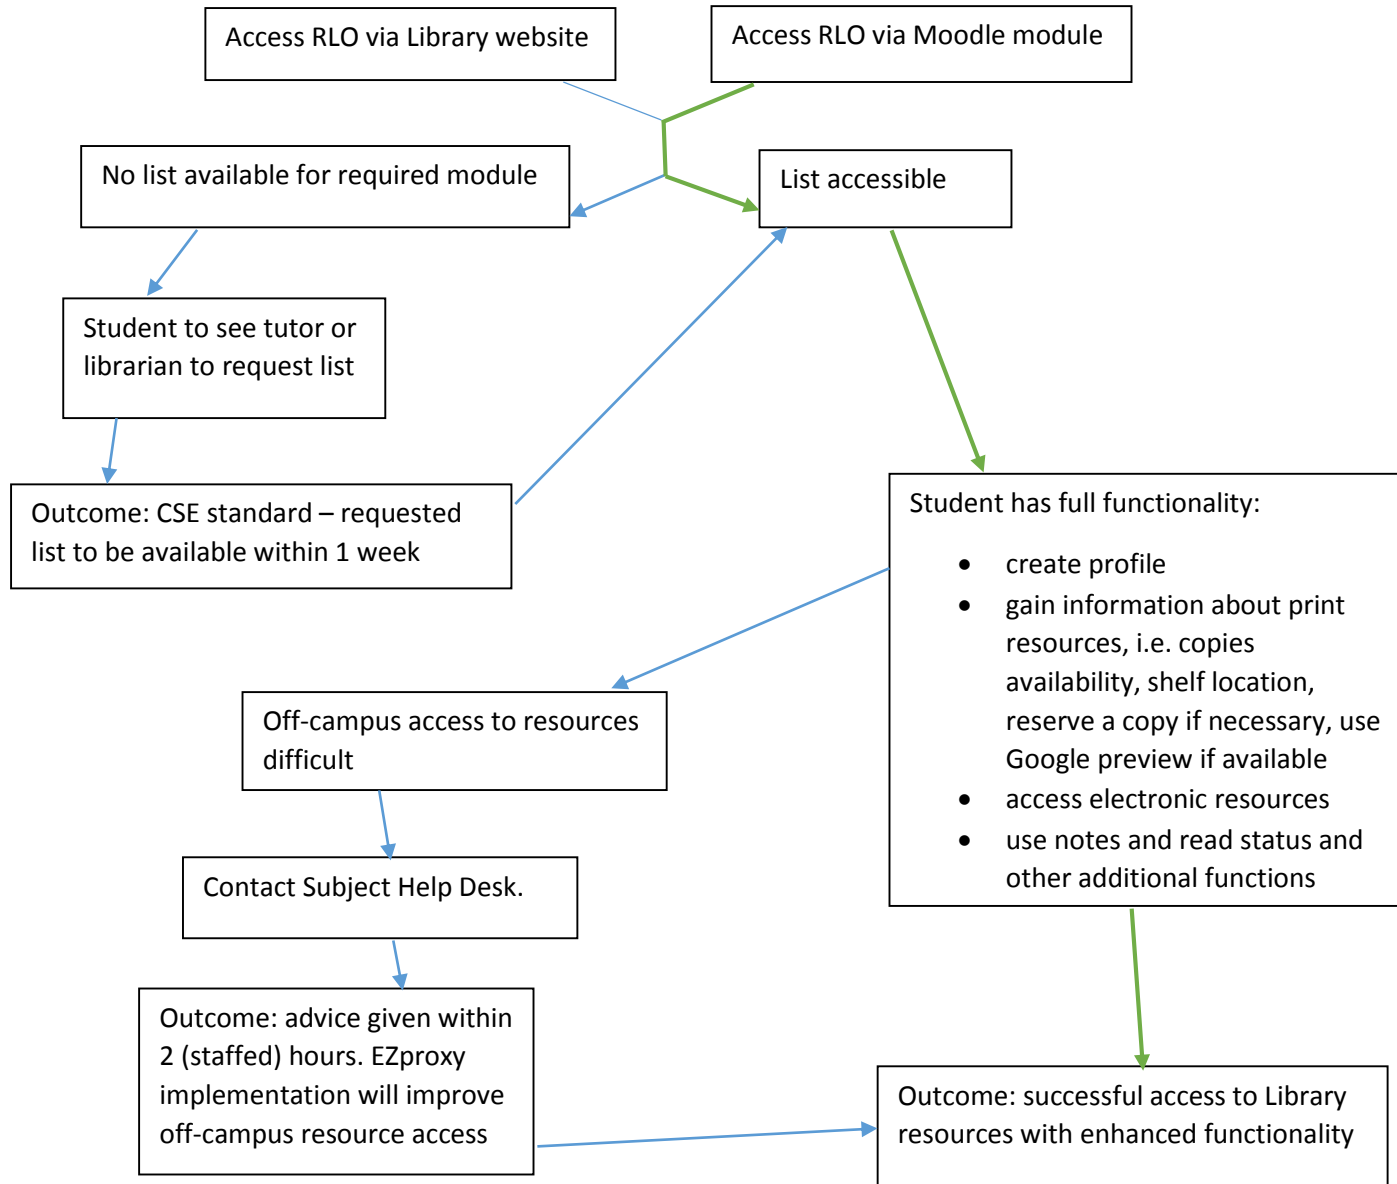 Access RLO via Library website
Access RLO via Moodle module
No list available for required module
List accessible
Student to see tutor or
librarian to request list
Outcome: CSE standard – requested
list to be available within 1 week
Student has full functionality:
• create profile
• gain information about print
resources, i.e. copies
availability, shelf location,
reserve a copy if necessary, use
Google preview if available
• access electronic resources
• use notes and read status and
other additional functions
Off-campus access to resources
difficult
Contact Subject Help Desk.
Outcome: advice given within
2 (staffed) hours. EZproxy
implementation will improve
off-campus resource access
Outcome: successful access to Library
resources with enhanced functionality